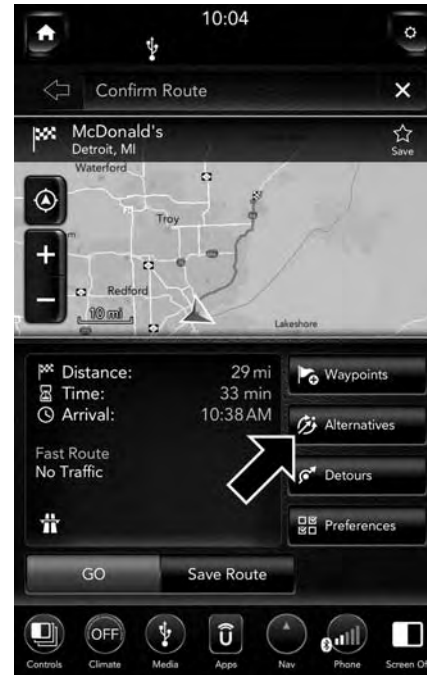 10:04
Confirm Route
McDonald's
Detroit, MI
Save
Waterford
Troy
Redford
10 mi
Lakeshore
Distance: 29 mi
Time: 33 min
Arrival: 10:38AM
Fast Route
No Traffic
Waypoints
Alternatives
Detours
Preferences
GO Save Route
OFF
Controls Climate Media Apps Nav Phone Screen Of